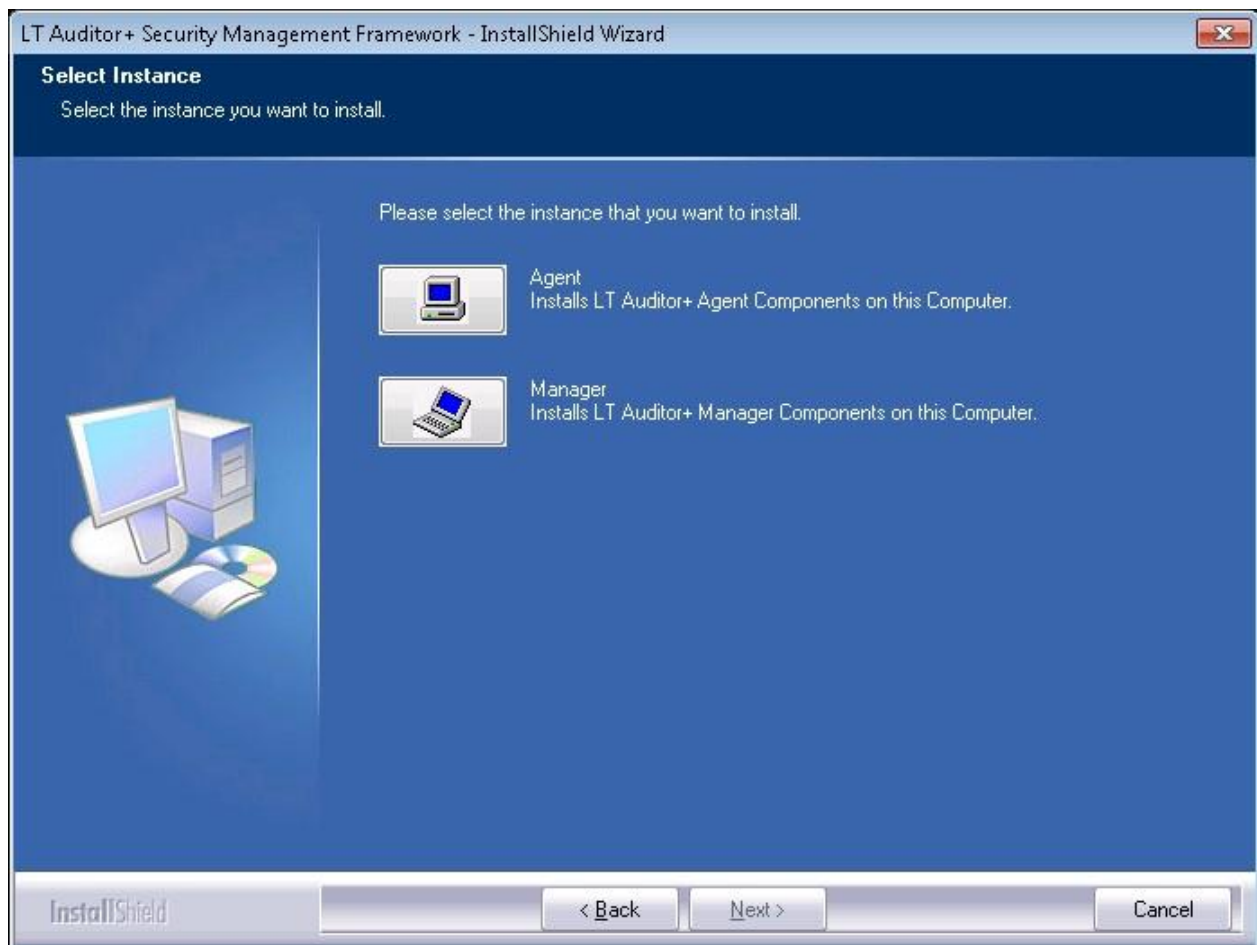 LT Auditor+ Security Management Framework - InstallShield Wizard
Select Instance
Select the instance you want to install.
Please select the instance that you want to install.
Agent
Installs LT Auditor+ Agent Components on this Computer.
Manager
Installs LT Auditor+ Manager Components on this Computer.
InstallShield
< Back
Next >
Cancel